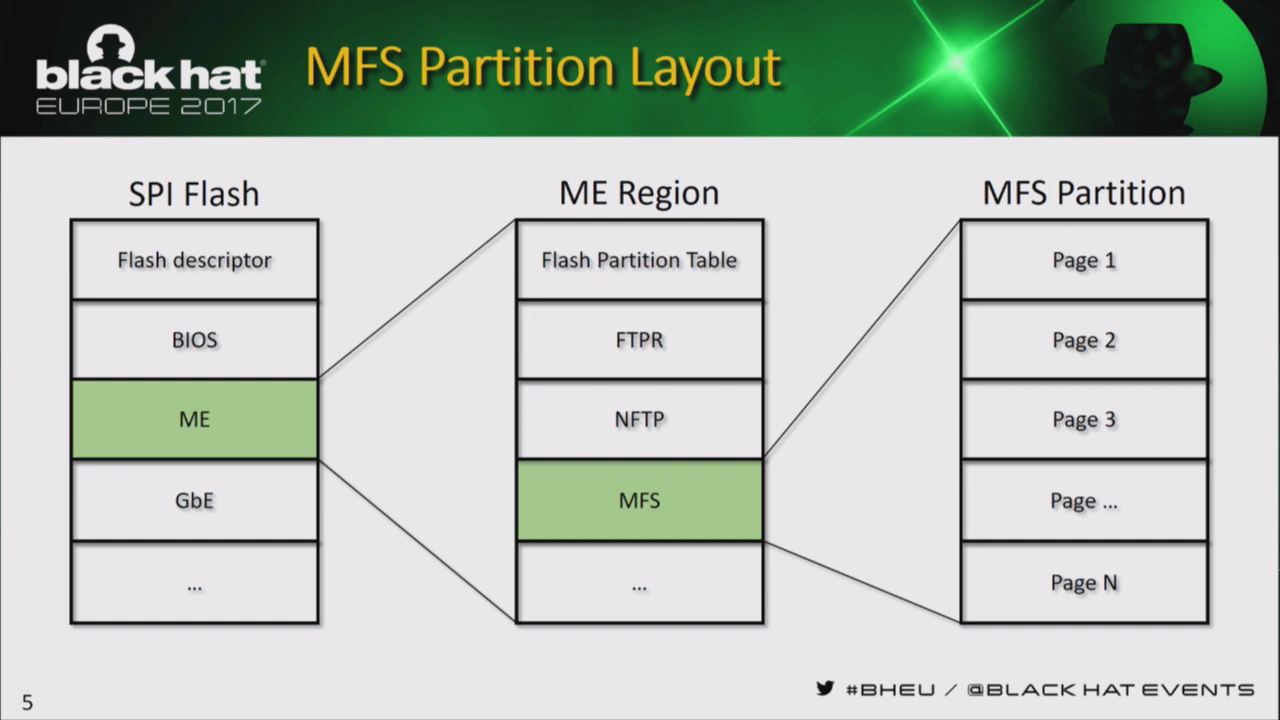 black hat
EUROPE 2017
MFS Partition Layout
SPI Flash
Flash descriptor
BIOS
ME
GbE
...
ME Region
Flash Partition Table
FTPR
NFTP
MFS
...
MFS Partition
Page 1
Page 2
Page 3
Page ...
Page N
5
#BHEU / @BLACK HAT EVENTS